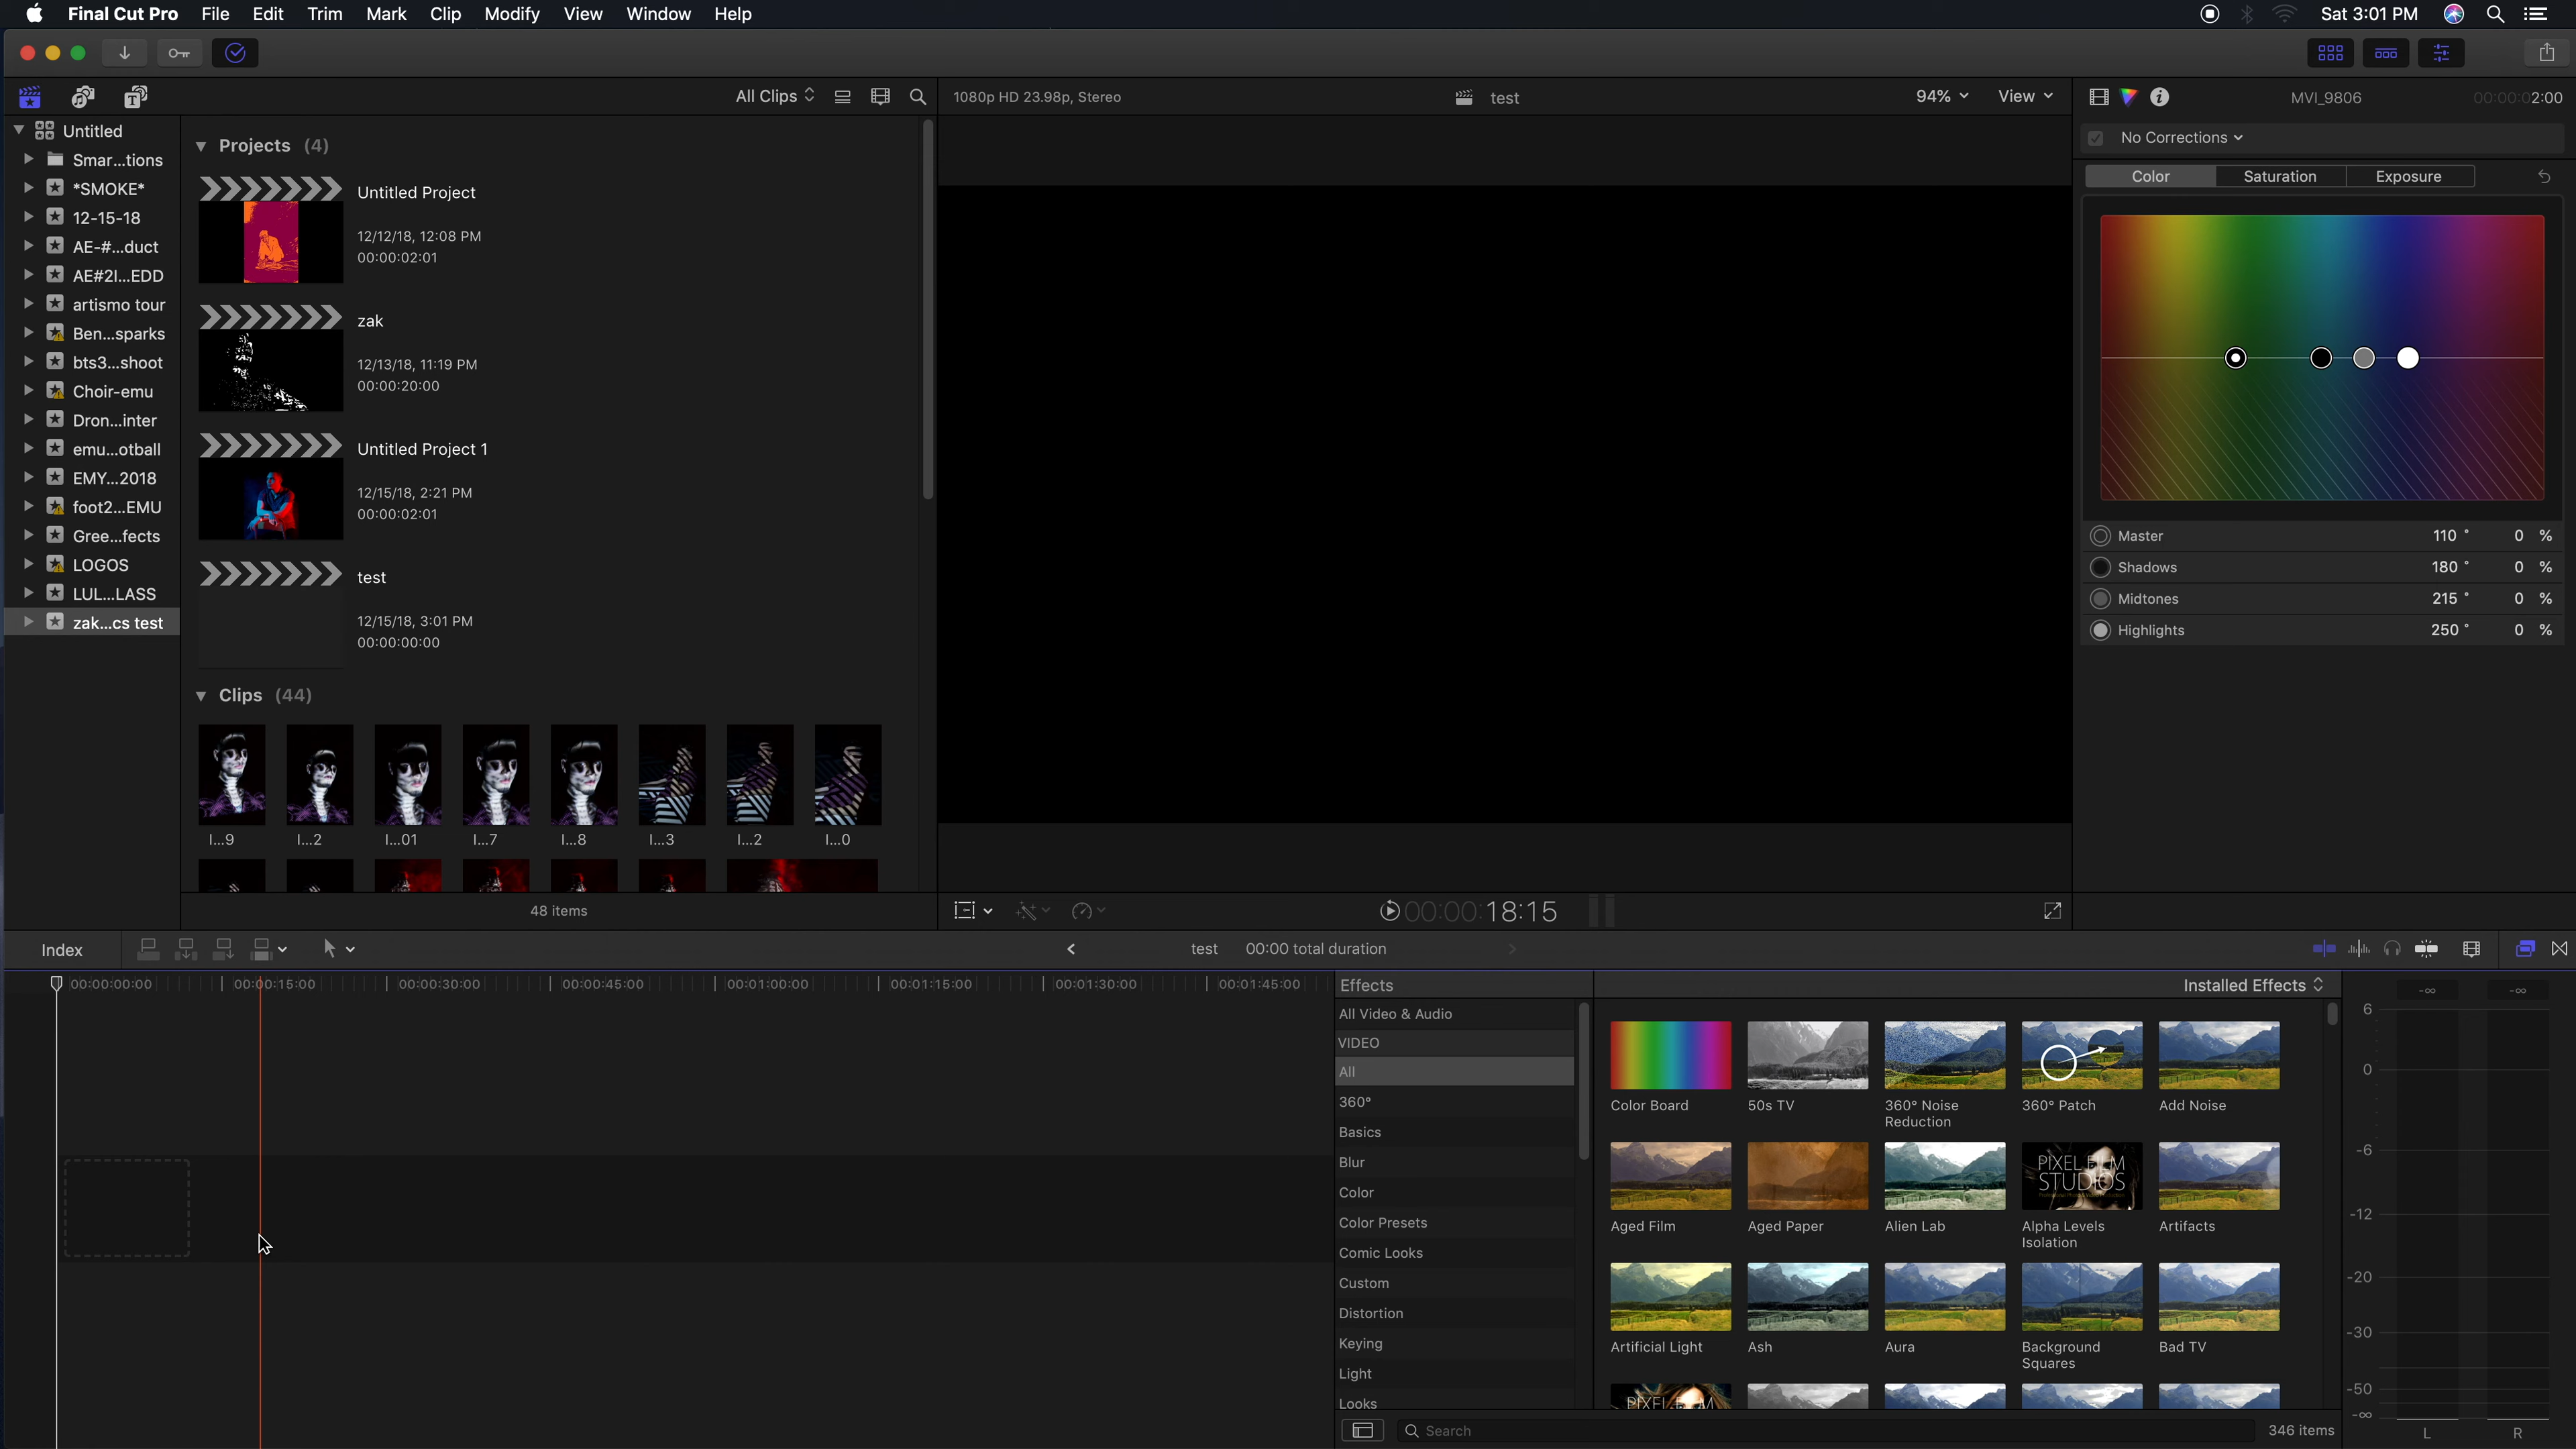 Final Cut Pro File Edit Trim Mark Clip Modify View Window Help
Sat 3:01 PM
All Clips
1080p HD 23.98p, Stereo
test
94%
View
MVI_9806
00:00:02:00
Untitled
Smar...tions
*SMOKE*
12-15-18
AE-#...duct
AE#2I...EDD
artismo tour
Ben...sparks
bts3...shoot
Choir-emu
Dron...inter
emu...otball
EMY...2018
foot2...EMU
Gree...fects
LOGOS
LUL...LASS
zak...cs test
Projects (4)
Untitled Project
12/12/18, 12:08 PM
00:00:02:01
zak
12/13/18, 11:19 PM
00:00:20:00
Untitled Project 1
12/15/18, 2:21 PM
00:00:02:01
test
12/15/18, 3:01 PM
00:00:00:00
Clips (44)
I...9 I...2 I...01 I...7 I...8 I...3 I...2 I...0
48 items
00:00:18:15
No Corrections
Color Saturation Exposure
Master 110 ° 0 %
Shadows 180 ° 0 %
Midtones 215 ° 0 %
Highlights 250 ° 0 %
Index
test 00:00 total duration
00:00:00:00 00:00:15:00 00:00:30:00 00:00:45:00 00:01:00:00 00:01:15:00 00:01:30:00 00:01:45:00
Effects
All Video & Audio
VIDEO
All
360°
Basics
Blur
Color
Color Presets
Comic Looks
Custom
Distortion
Keying
Light
Looks
Installed Effects
Color Board 50s TV 360° Noise Reduction 360° Patch Add Noise
PIXEL FILM
STUDIOS
Aged Film Aged Paper Alien Lab Alpha Levels Isolation Artifacts
Artificial Light Ash Aura Background Squares Bad TV
PIXEL FILM
Search
346 items
-∞ -∞
6
0
-6
-12
-20
-30
-50
-∞
L R